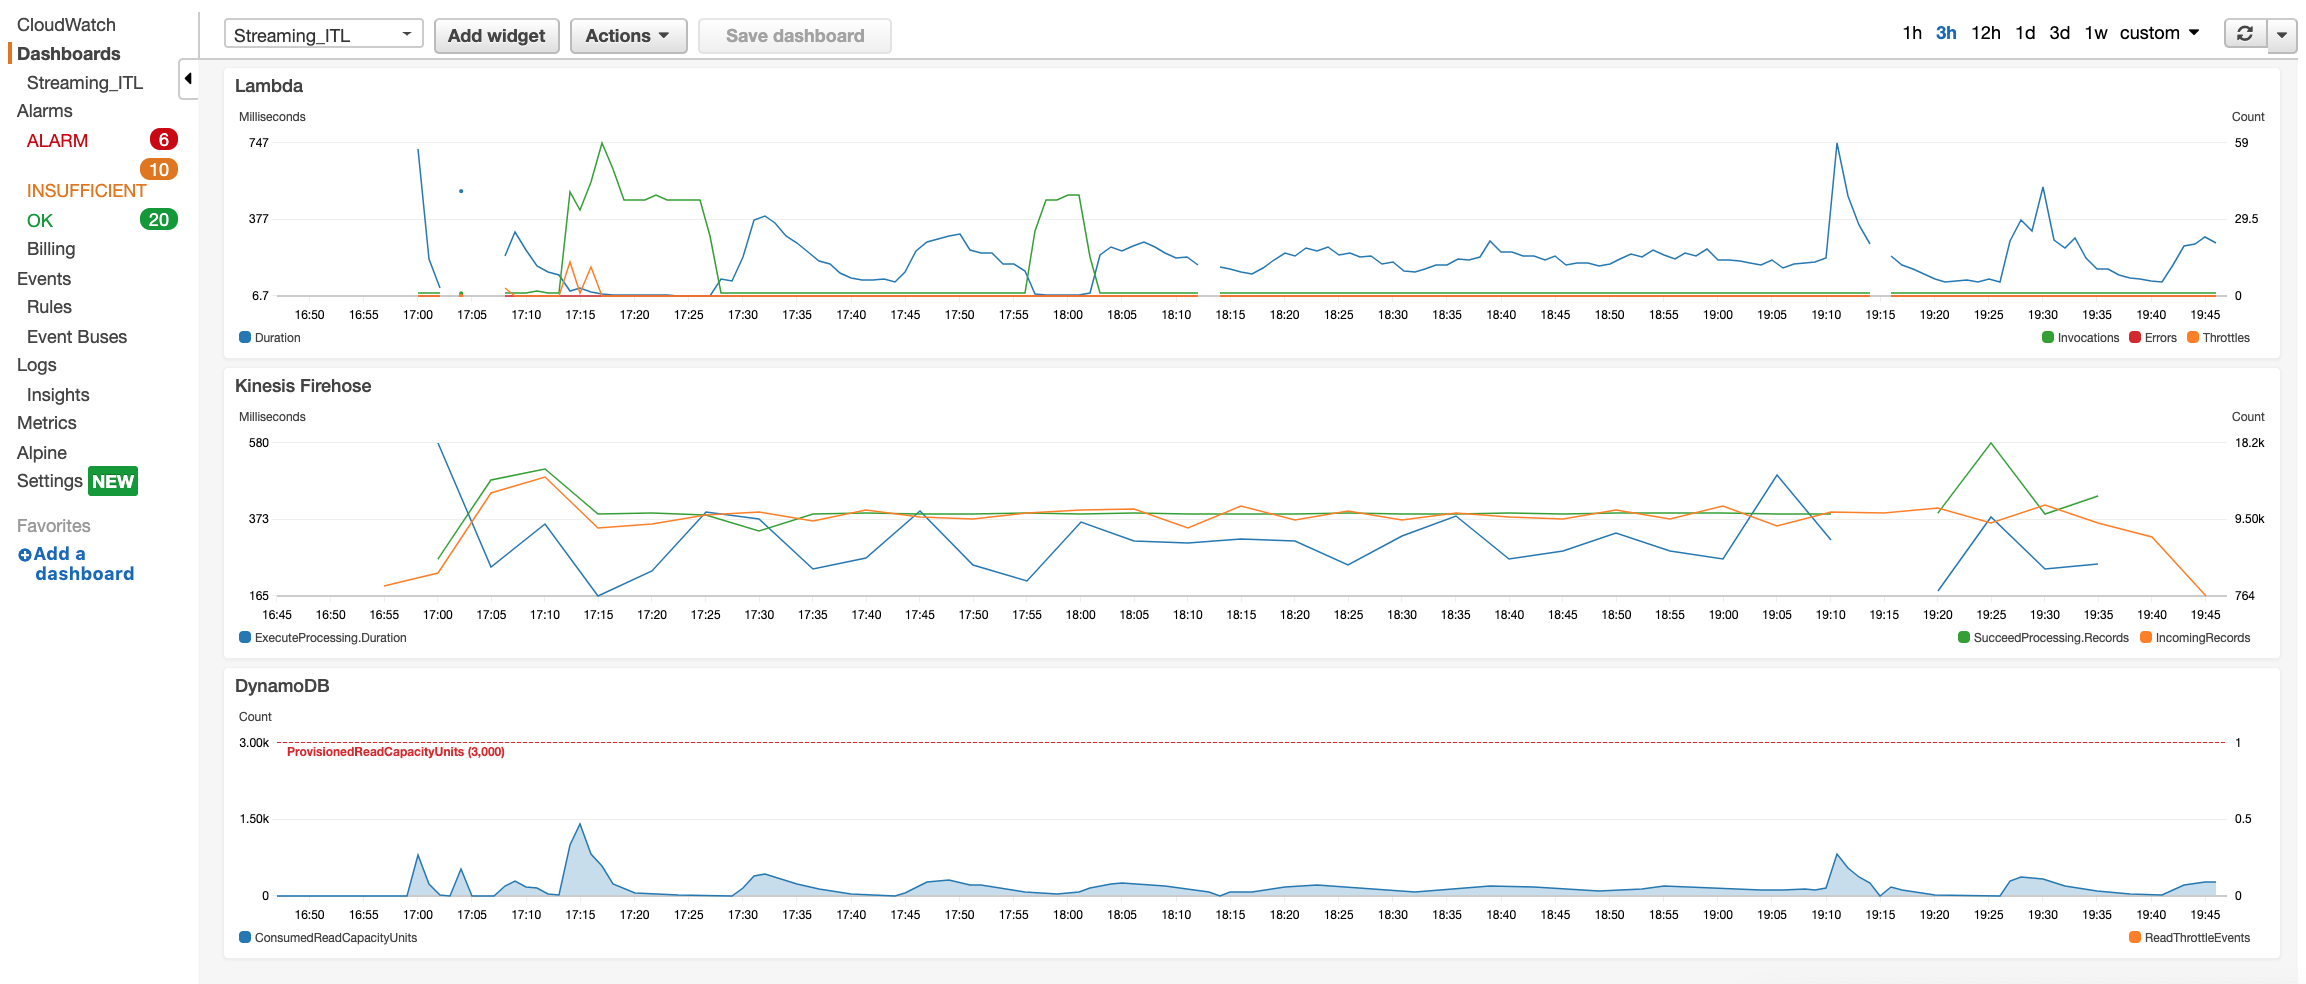 CloudWatch
Dashboards
Streaming_ITL
Alarms
ALARM 6
10
INSUFFICIENT
OK 20
Billing
Events
Rules
Event Buses
Logs
Insights
Metrics
Alpine
Settings NEW
Favorites
Add a
dashboard
Streaming_ITL Add widget Actions Save dashboard 1h 3h 12h 1d 3d 1w custom
Lambda
Milliseconds Count
747 59
377 29.5
6.7 0
16:50 16:55 17:00 17:05 17:10 17:15 17:20 17:25 17:30 17:35 17:40 17:45 17:50 17:55 18:00 18:05 18:10 18:15 18:20 18:25 18:30 18:35 18:40 18:45 18:50 18:55 19:00 19:05 19:10 19:15 19:20 19:25 19:30 19:35 19:40 19:45
Duration Invocations Errors Throttles
Kinesis Firehose
Milliseconds Count
580 18.2k
373 9.50k
165 764
16:45 16:50 16:55 17:00 17:05 17:10 17:15 17:20 17:25 17:30 17:35 17:40 17:45 17:50 17:55 18:00 18:05 18:10 18:15 18:20 18:25 18:30 18:35 18:40 18:45 18:50 18:55 19:00 19:05 19:10 19:15 19:20 19:25 19:30 19:35 19:40 19:45
ExecuteProcessing.Duration SucceedProcessing.Records IncomingRecords
DynamoDB
Count
3.00k 1
ProvisionedReadCapacityUnits (3,000)
1.50k 0.5
0 0
16:50 16:55 17:00 17:05 17:10 17:15 17:20 17:25 17:30 17:35 17:40 17:45 17:50 17:55 18:00 18:05 18:10 18:15 18:20 18:25 18:30 18:35 18:40 18:45 18:50 18:55 19:00 19:05 19:10 19:15 19:20 19:25 19:30 19:35 19:40 19:45
ConsumedReadCapacityUnits ReadThrottleEvents